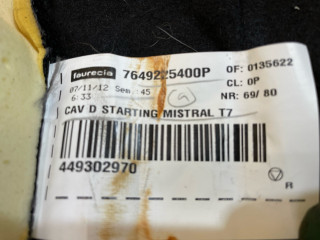 faurecia 7649225400P OF: 0135622
07/11/12 Sem :45 CL: 0P
6:33 NR: 69/ 80
CAV D STARTING MISTRAL T7
449302970
R